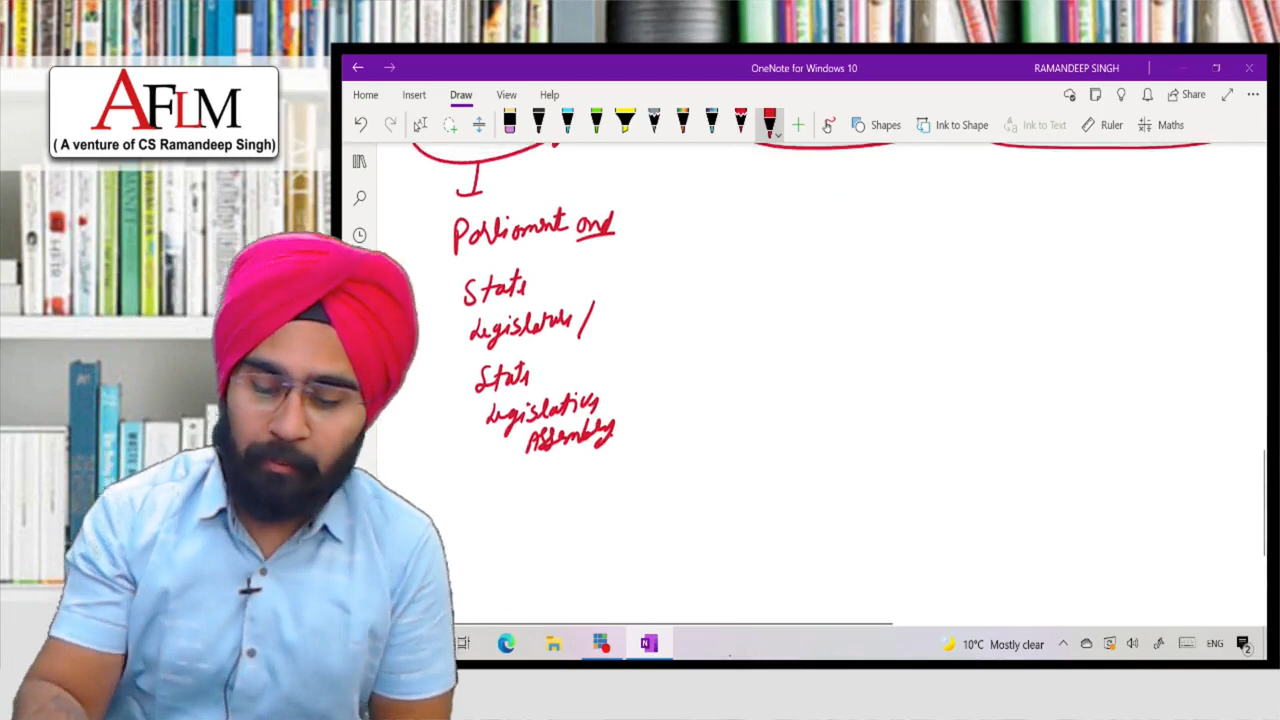 AFLM
( A venture of CS Ramandeep Singh)
OneNote for Windows 10
RAMANDEEP SINGH
Home Insert Draw View Help
Share
Shapes Ink to Shape Ink to Text Ruler Maths
Parliament and
State
Legislature /
State
Legislative
Assembly
10°C Mostly clear
ENG
2